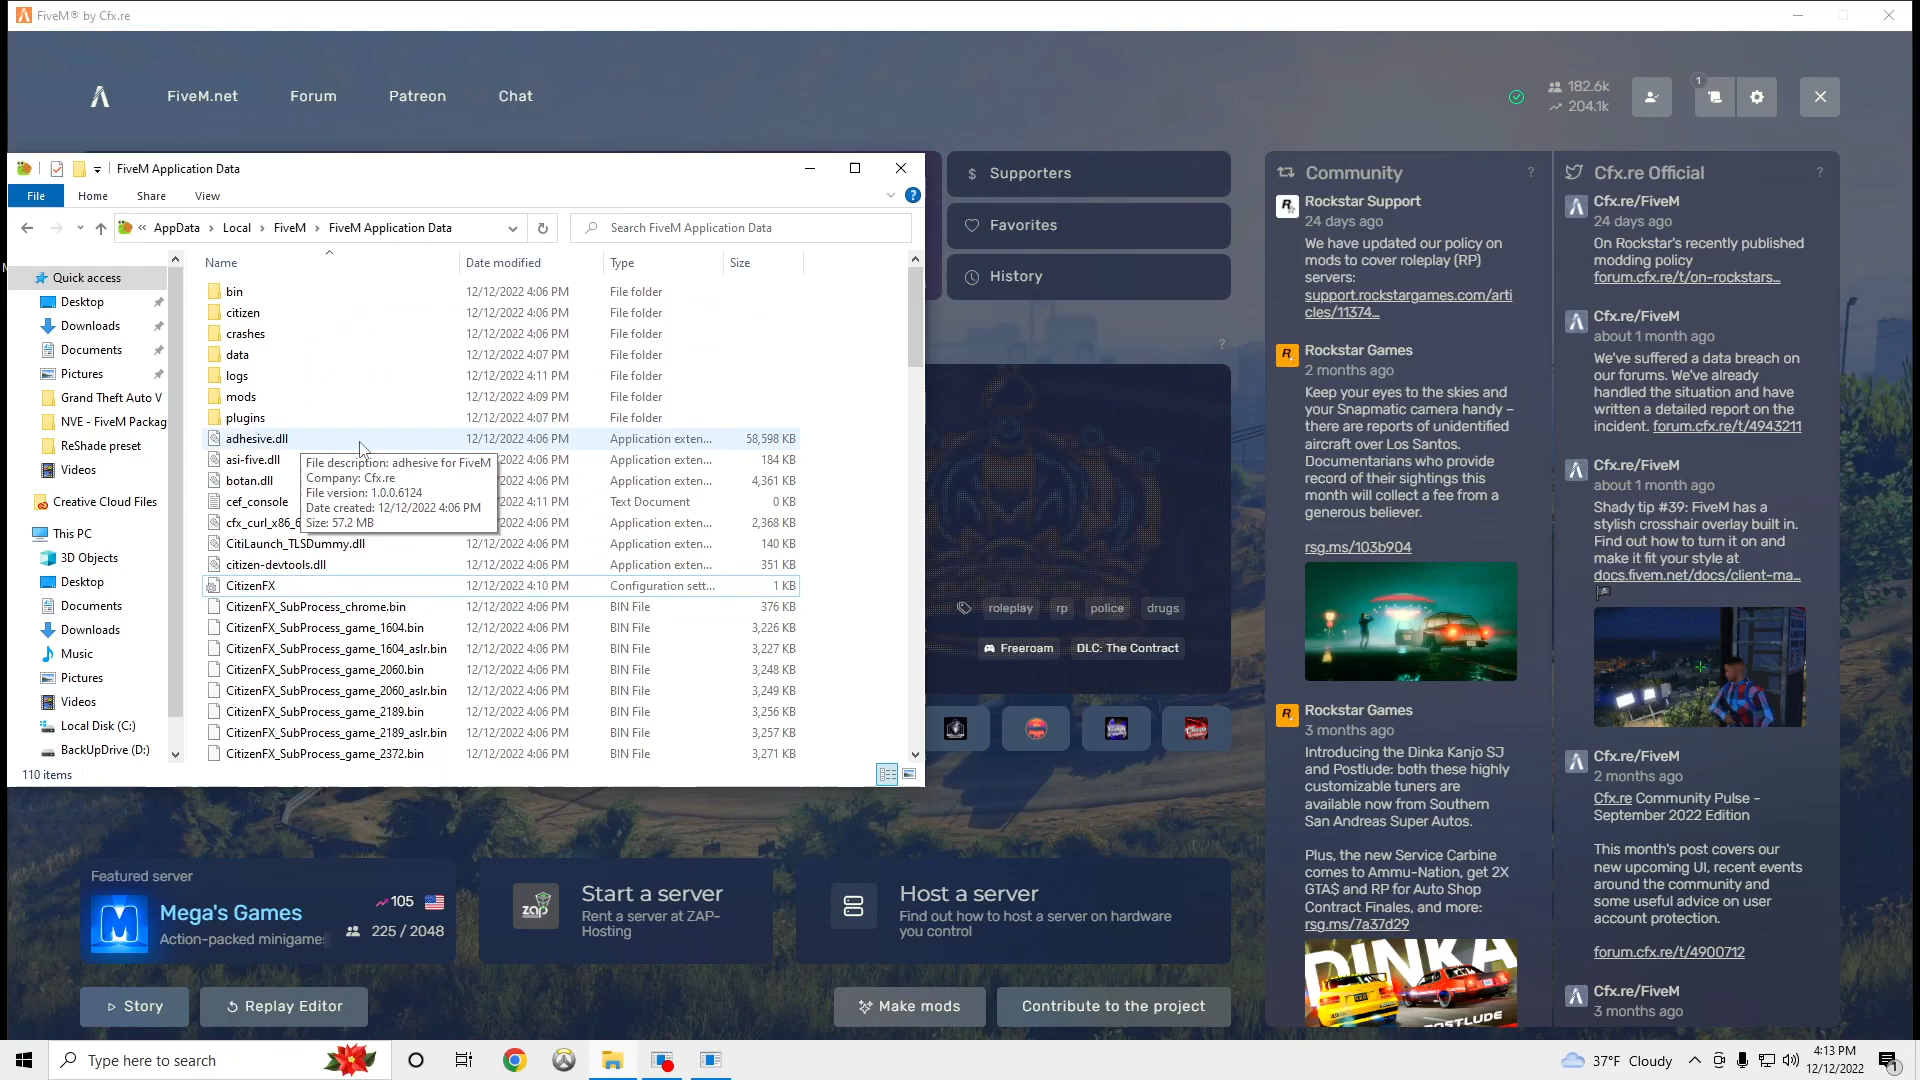 FiveM® by Cfx.re
FiveM.net
Forum
Patreon
Chat
182.6k
204.1k
1
FiveM Application Data
File
Home
Share
View
« AppData › Local › FiveM › FiveM Application Data
Search FiveM Application Data
Quick access
Desktop
Downloads
Documents
Pictures
Grand Theft Auto V
NVE - FiveM Packag
ReShade preset
Videos
Creative Cloud Files
This PC
3D Objects
Desktop
Documents
Downloads
Music
Pictures
Videos
Local Disk (C:)
BackUpDrive (D:)
Name
Date modified
Type
Size
bin 12/12/2022 4:06 PM File folder
citizen 12/12/2022 4:06 PM File folder
crashes 12/12/2022 4:06 PM File folder
data 12/12/2022 4:07 PM File folder
logs 12/12/2022 4:11 PM File folder
mods 12/12/2022 4:09 PM File folder
plugins 12/12/2022 4:07 PM File folder
adhesive.dll 12/12/2022 4:06 PM Application exten... 58,598 KB
asi-five.dll 12/12/2022 4:06 PM Application exten... 184 KB
botan.dll 4:06 PM Application exten... 4,361 KB
cef_console 4:11 PM Text Document 0 KB
cfx_curl_x86_6 4:06 PM Application exten... 2,368 KB
CitiLaunch_TLSDummy.dll 12/12/2022 4:06 PM Application exten... 140 KB
citizen-devtools.dll 12/12/2022 4:06 PM Application exten... 351 KB
CitizenFX 12/12/2022 4:10 PM Configuration sett... 1 KB
CitizenFX_SubProcess_chrome.bin 12/12/2022 4:06 PM BIN File 376 KB
CitizenFX_SubProcess_game_1604.bin 12/12/2022 4:06 PM BIN File 3,226 KB
CitizenFX_SubProcess_game_1604_aslr.bin 12/12/2022 4:06 PM BIN File 3,227 KB
CitizenFX_SubProcess_game_2060.bin 12/12/2022 4:06 PM BIN File 3,248 KB
CitizenFX_SubProcess_game_2060_aslr.bin 12/12/2022 4:06 PM BIN File 3,249 KB
CitizenFX_SubProcess_game_2189.bin 12/12/2022 4:06 PM BIN File 3,256 KB
CitizenFX_SubProcess_game_2189_aslr.bin 12/12/2022 4:06 PM BIN File 3,257 KB
CitizenFX_SubProcess_game_2372.bin 12/12/2022 4:06 PM BIN File 3,271 KB
File description: adhesive for FiveM
Company: Cfx.re
File version: 1.0.0.6124
Date created: 12/12/2022 4:06 PM
Size: 57.2 MB
110 items
$ Supporters
Favorites
History
?
roleplay
rp
police
drugs
Freeroam
DLC: The Contract
Community
?
Rockstar Support
24 days ago
We have updated our policy on
mods to cover roleplay (RP)
servers:
support.rockstargames.com/arti
cles/11374...
Rockstar Games
2 months ago
Keep your eyes to the skies and
your Snapmatic camera handy –
there are reports of unidentified
aircraft over Los Santos.
Documentarians who provide
record of their sightings this
month will collect a fee from a
generous believer.
rsg.ms/103b904
Rockstar Games
3 months ago
Introducing the Dinka Kanjo SJ
and Postlude: both these highly
customizable tuners are
available now from Southern
San Andreas Super Autos.
Plus, the new Service Carbine
comes to Ammu-Nation, get 2X
GTA$ and RP for Auto Shop
Contract Finales, and more:
rsg.ms/7a37d29
DINKA
POSTLUDE
Cfx.re Official
?
Cfx.re/FiveM
24 days ago
On Rockstar's recently published
modding policy
forum.cfx.re/t/on-rockstars...
Cfx.re/FiveM
about 1 month ago
We've suffered a data breach on
our forums. We've already
handled the situation and have
written a detailed report on the
incident. forum.cfx.re/t/4943211
Cfx.re/FiveM
about 1 month ago
Shady tip #39: FiveM has a
stylish crosshair overlay built in.
Find out how to turn it on and
make it fit your style at
docs.fivem.net/docs/client-ma...
Cfx.re/FiveM
2 months ago
Cfx.re Community Pulse –
September 2022 Edition
This month's post covers our
new upcoming UI, recent events
around the community and
some useful advice on user
account protection.
forum.cfx.re/t/4900712
Cfx.re/FiveM
3 months ago
Featured server
Mega's Games
Action-packed minigames
105
225 / 2048
zap
Start a server
Rent a server at ZAP-
Hosting
Host a server
Find out how to host a server on hardware
you control
Story
Replay Editor
Make mods
Contribute to the project
Type here to search
37°F Cloudy
4:13 PM
12/12/2022
1